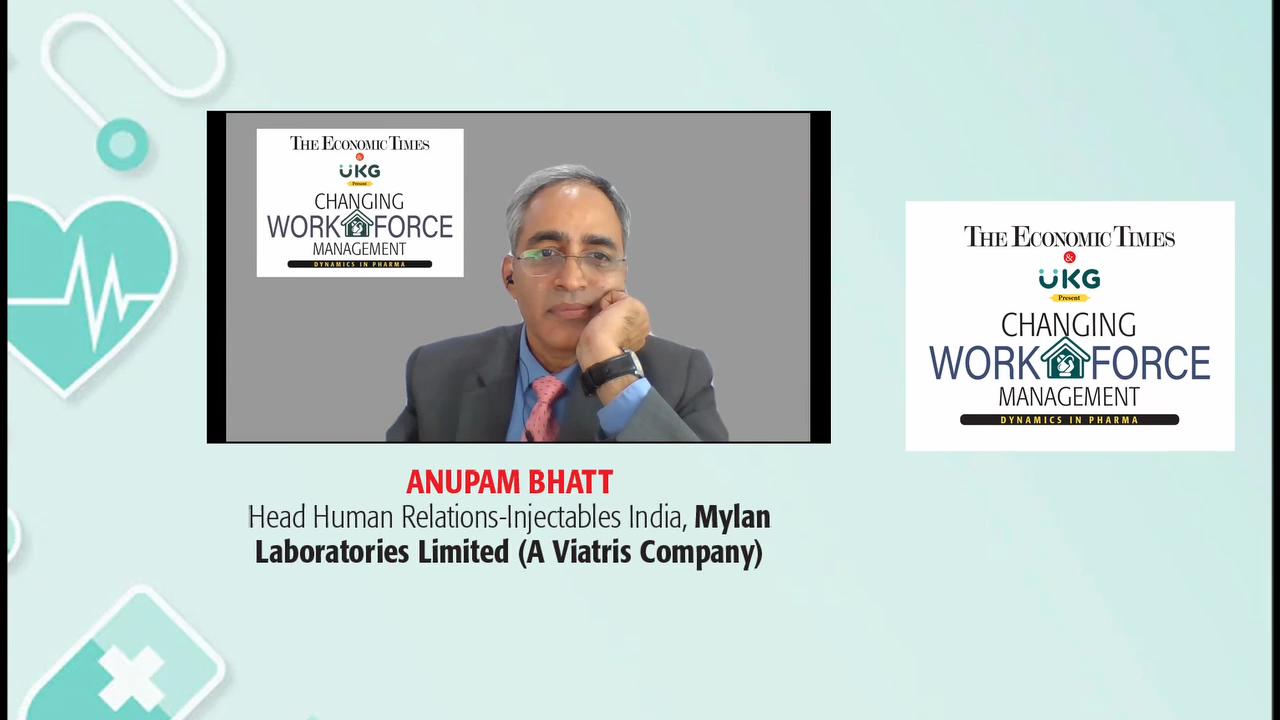 THE ECONOMIC TIMES
&
UKG
Present
CHANGING
WORKFORCE
MANAGEMENT
DYNAMICS IN PHARMA
THE ECONOMIC TIMES
&
UKG
Present
CHANGING
WORKFORCE
MANAGEMENT
DYNAMICS IN PHARMA
ANUPAM BHATT
Head Human Relations-Injectables India, Mylan
Laboratories Limited (A Viatris Company)